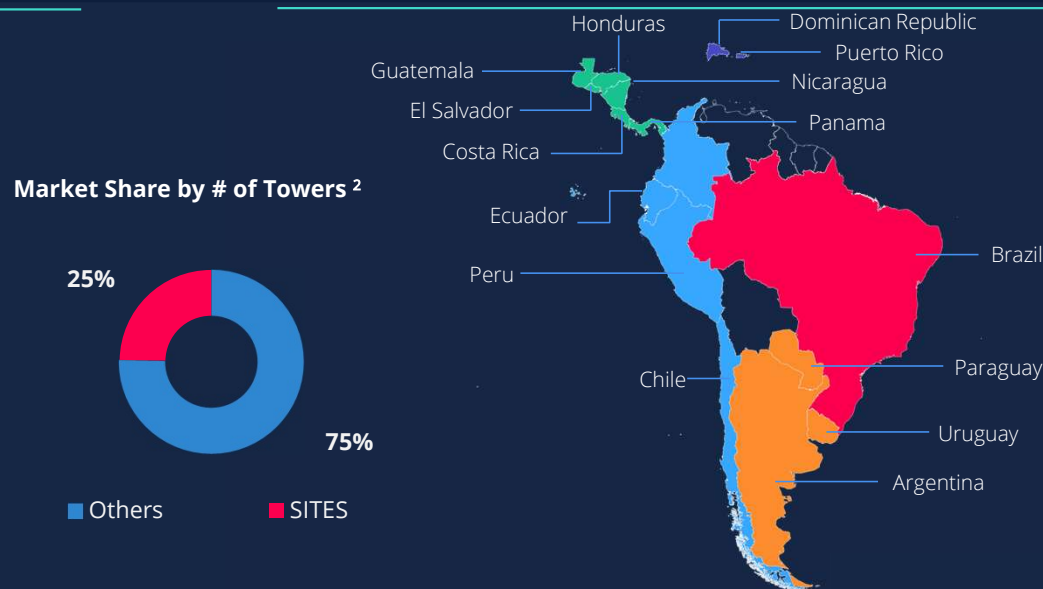 Honduras
Dominican Republic
Puerto Rico
Guatemala
Nicaragua
El Salvador
Panama
Costa Rica
Market Share by # of Towers ²
Ecuador
Brazil
25%
Peru
Paraguay
Chile
75%
Uruguay
Argentina
Others
SITES